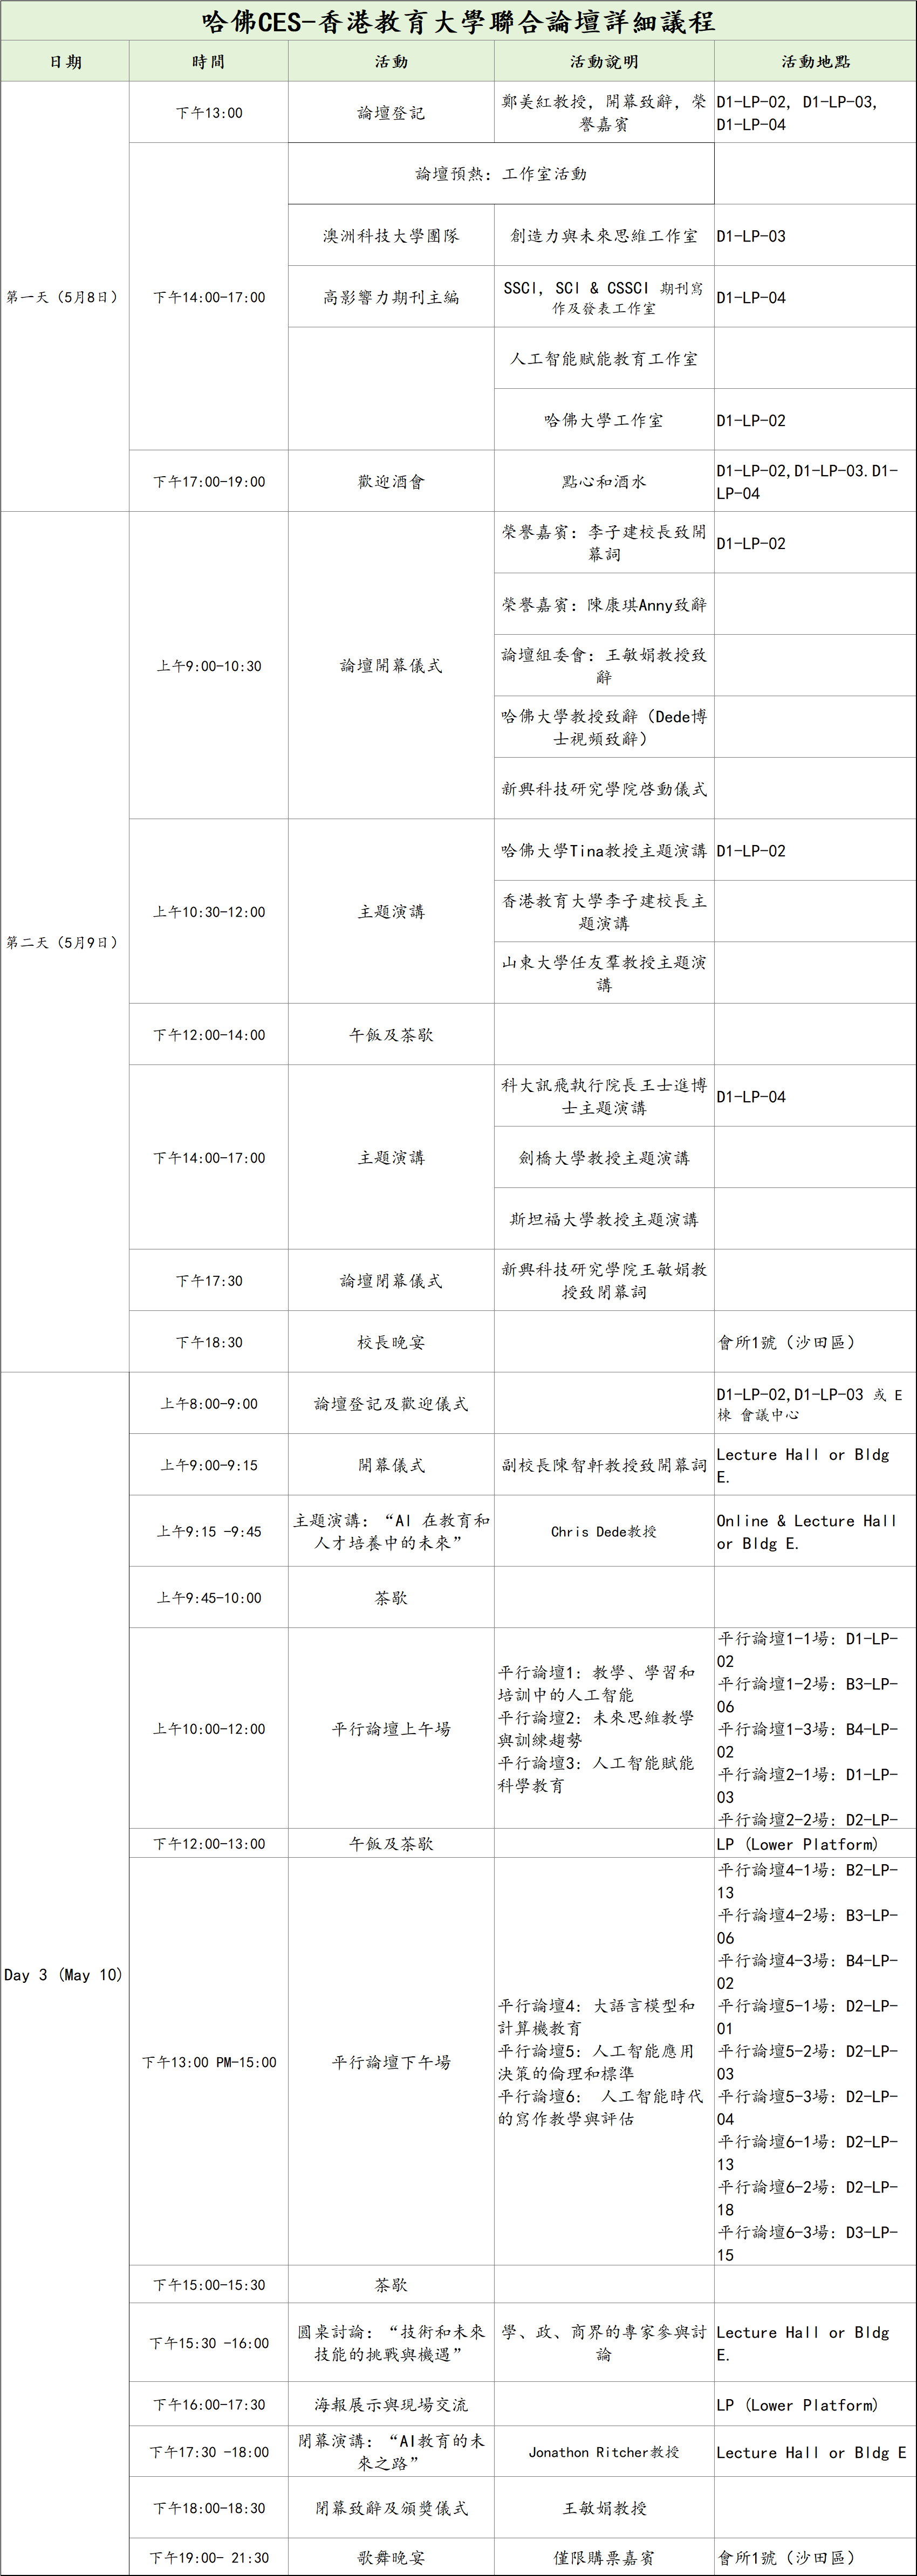 哈佛CES-香港教育大學聯合論壇詳細議程
日期 時間 活動 活動說明 活動地點
第一天（5月8日）
下午13:00
論壇登記
鄭美紅教授, 開幕致辭, 榮
譽嘉賓
D1-LP-02, D1-LP-03,
D1-LP-04
下午14:00-17:00
論壇預熱: 工作室活動
澳洲科技大學團隊
創造力與未來思維工作室
D1-LP-03
高影響力期刊主編
SSCI, SCI & CSSCI 期刊寫
作及發表工作室
D1-LP-04
人工智能賦能教育工作室
哈佛大學工作室
D1-LP-02
下午17:00-19:00
歡迎酒會
點心和酒水
D1-LP-02,D1-LP-03.D1-
LP-04
第二天（5月9日）
上午9:00-10:30
論壇開幕儀式
榮譽嘉賓: 李子建校長致開
幕詞
D1-LP-02
榮譽嘉賓: 陳康琪Anny致辭
論壇組委會: 王敏娟教授致
辭
哈佛大學教授致辭（Dede博
士視頻致辭）
新興科技研究學院啓動儀式
上午10:30-12:00
主題演講
哈佛大學Tina教授主題演講
D1-LP-02
香港教育大學李子建校長主
題演講
山東大學任友羣教授主題演
講
下午12:00-14:00
午飯及茶歇
下午14:00-17:00
主題演講
科大訊飛執行院長王士進博
士主題演講
D1-LP-04
劍橋大學教授主題演講
斯坦福大學教授主題演講
下午17:30
論壇閉幕儀式
新興科技研究學院王敏娟教
授致閉幕詞
下午18:30
校長晚宴
會所1號（沙田區）
Day 3 (May 10)
上午8:00-9:00
論壇登記及歡迎儀式
D1-LP-02,D1-LP-03 或 E
棟 會議中心
上午9:00-9:15
開幕儀式
副校長陳智軒教授致開幕詞
Lecture Hall or Bldg
E.
上午9:15 -9:45
主題演講: “AI 在教育和
人才培養中的未來”
Chris Dede教授
Online & Lecture Hall
or Bldg E.
上午9:45-10:00
茶歇
上午10:00-12:00
平行論壇上午場
平行論壇1: 教學、學習和
培訓中的人工智能
平行論壇2: 未來思維教學
與訓練趨勢
平行論壇3: 人工智能賦能
科學教育
平行論壇1-1場: D1-LP-
02
平行論壇1-2場: B3-LP-
06
平行論壇1-3場: B4-LP-
02
平行論壇2-1場: D1-LP-
03
平行論壇2-2場: D2-LP-
下午12:00-13:00
午飯及茶歇
LP (Lower Platform)
下午13:00 PM-15:00
平行論壇下午場
平行論壇4: 大語言模型和
計算機教育
平行論壇5: 人工智能應用
決策的倫理和標準
平行論壇6: 人工智能時代
的寫作教學與評估
平行論壇4-1場: B2-LP-
13
平行論壇4-2場: B3-LP-
06
平行論壇4-3場: B4-LP-
02
平行論壇5-1場: D2-LP-
01
平行論壇5-2場: D2-LP-
03
平行論壇5-3場: D2-LP-
04
平行論壇6-1場: D2-LP-
13
平行論壇6-2場: D2-LP-
18
平行論壇6-3場: D3-LP-
15
下午15:00-15:30
茶歇
下午15:30 -16:00
圓桌討論: “技術和未來
技能的挑戰與機遇”
學、政、商界的專家參與討
論
Lecture Hall or Bldg
E.
下午16:00-17:30
海報展示與現場交流
LP (Lower Platform)
下午17:30 -18:00
閉幕演講: “AI教育的未
來之路”
Jonathon Ritcher教授
Lecture Hall or Bldg E
下午18:00-18:30
閉幕致辭及頒獎儀式
王敏娟教授
下午19:00- 21:30
歌舞晚宴
僅限購票嘉賓
會所1號（沙田區）